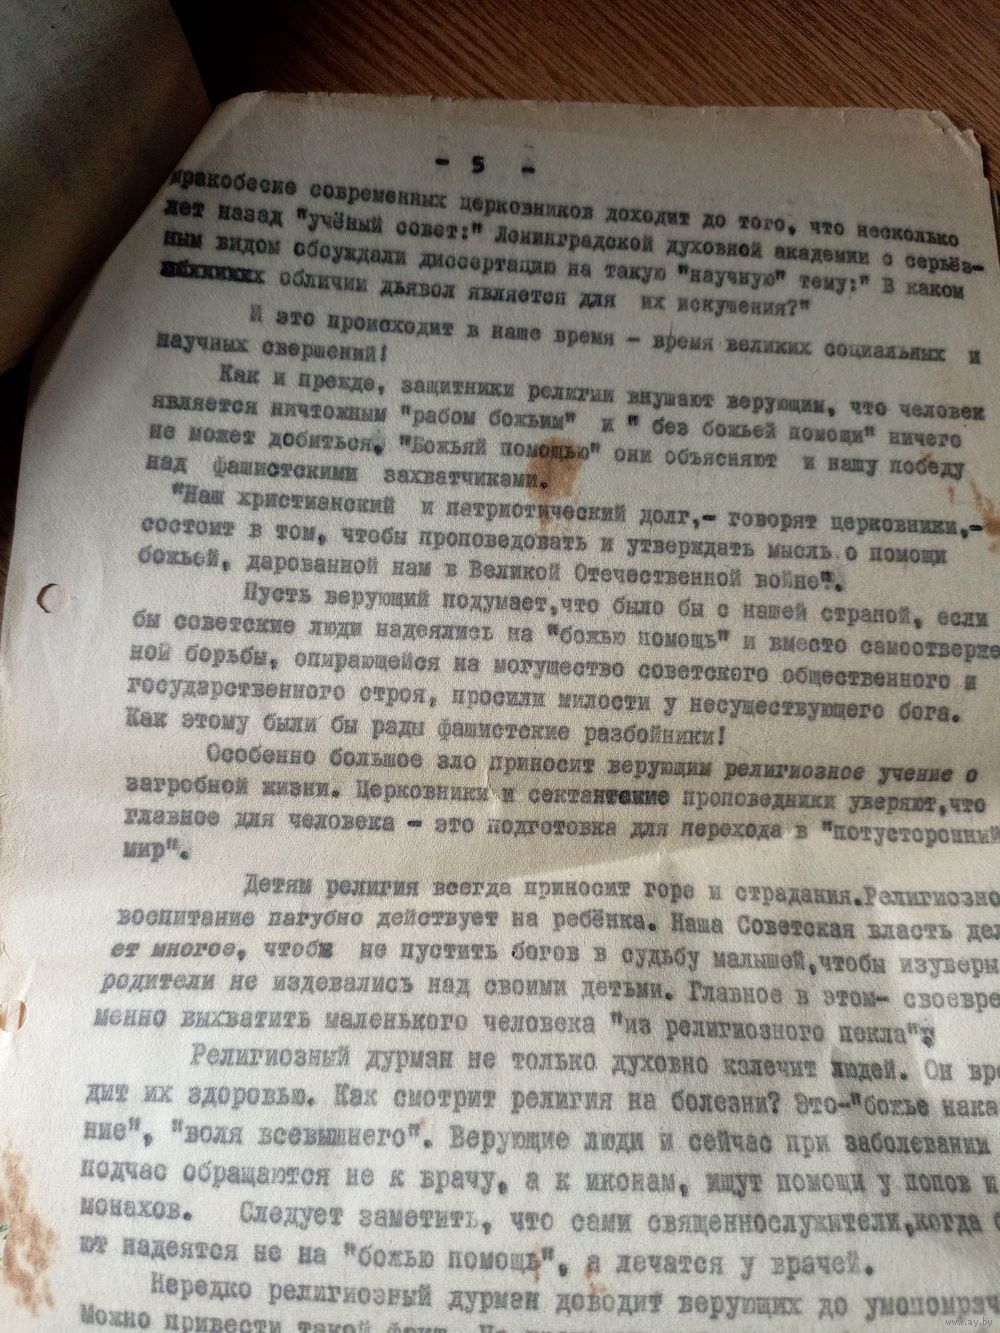 - 5 -
мракобесие современных церковников доходит до того, что несколько
лет назад "учёный совет:" Ленинградской духовной академии с серьёз-
ным видом обсуждали диссертацию на такую "научную" тему:" В каком
обличии дьявол является для их искушения?"
И это происходит в наше время - время великих социальных и
научных свершений!
Как и прежде, защитники религии внушают верующим, что человек
является ничтожным "рабом божьим" и " без божьей помощи" ничего
не может добиться. "Божьяй помощью" они объясняют и нашу победу
над фашистскими захватчиками.
"Наш христианский и патриотический долг,- говорят церковники,-
состоит в том, чтобы проповедовать и утверждать мысль о помощи
божьей, дарованной нам в Великой Отечественной войне".
Пусть верующий подумает,что было бы с нашей страной, если
бы советские люди надеялись на "божью помощь" и вместо самоотверже
ной борьбы, опирающейся на могущество советского общественного и
государственного строя, просили милости у несуществующего бога.
Как этому были бы рады фашистские разбойники!
Особенно большое зло приносит верующим религиозное учение о
загробной жизни. Церковники и сектантские проповедники уверяют,что
главное для человека - это подготовка для перехода в "потусторонный
мир".
Детям религия всегда приносит горе и страдания.Религиозно
воспитание пагубно действует на ребёнка. Наша Советская власть дел
ет многое, чтобы не пустить богов в судьбу малышей,чтобы изуверы
родители не издевались над своими детьми. Главное в этом- своевре
менно выхватить маленького человека "из религиозного пекла"
Религиозный дурман не только духовно калечит людей. Он вре
дит их здоровью. Как смотрит религия на болезни? Это-"божье нака
ние", "воля всевышнего". Верующие люди и сейчас при заболевании
подчас обращаются не к врачу, а к иконам, ищут помощи у попов и
монахов. Следует заметить, что сами священнослужители,когда
ют надеятся не на "божью помощь", а лечатся у врачей.
Нередко религиозный дурман доводит верующих до умопомрач
Можно привести такой факт.
www.ay.by